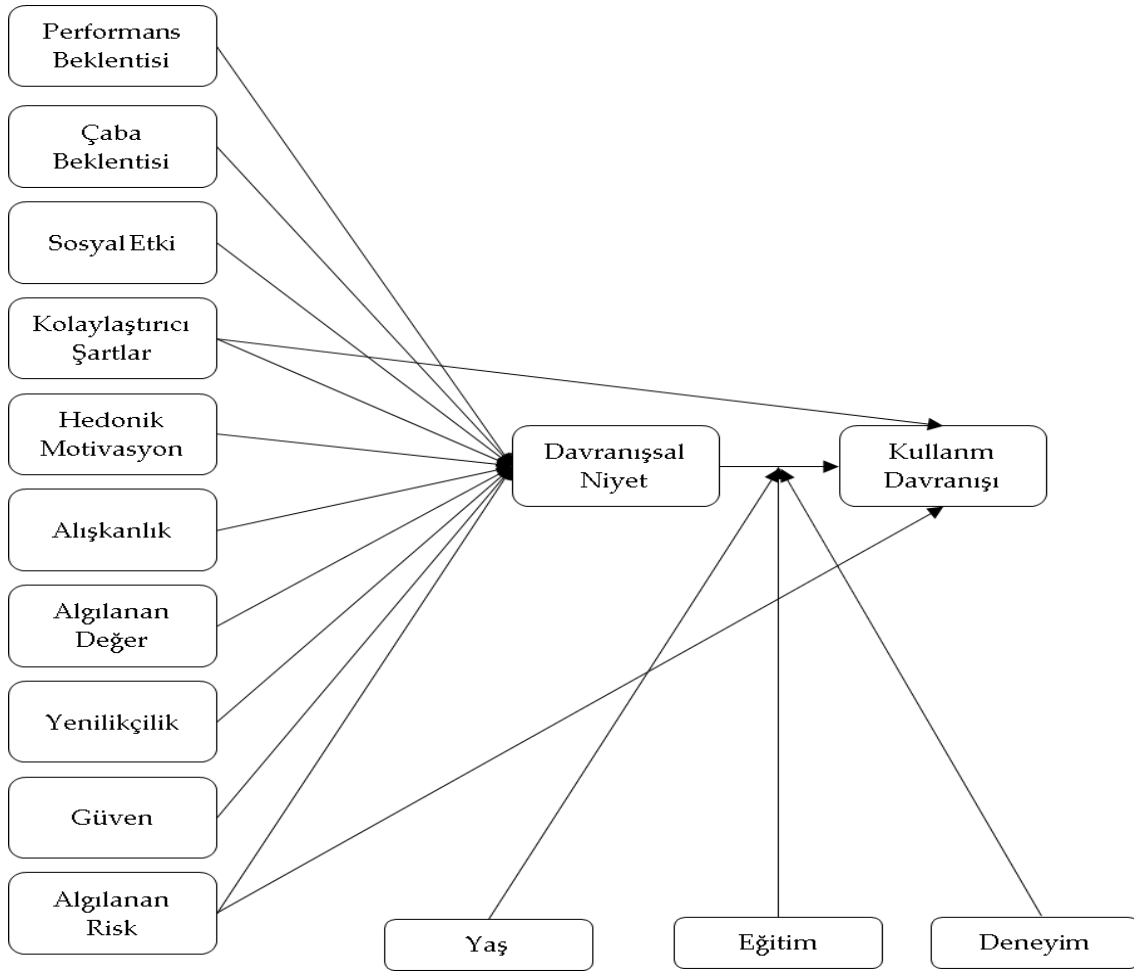 Performans
Beklentisi
Çaba
Beklentisi
Sosyal Etki
Kolaylaştırıcı
Şartlar
Hedonik
Motivasyon
Alışkanlık
Algılanan
Değer
Yenilikçilik
Güven
Algılanan
Risk
Davranışsal
Niyet
Kullanm
Davranışı
Yaş
Eğitim
Deneyim